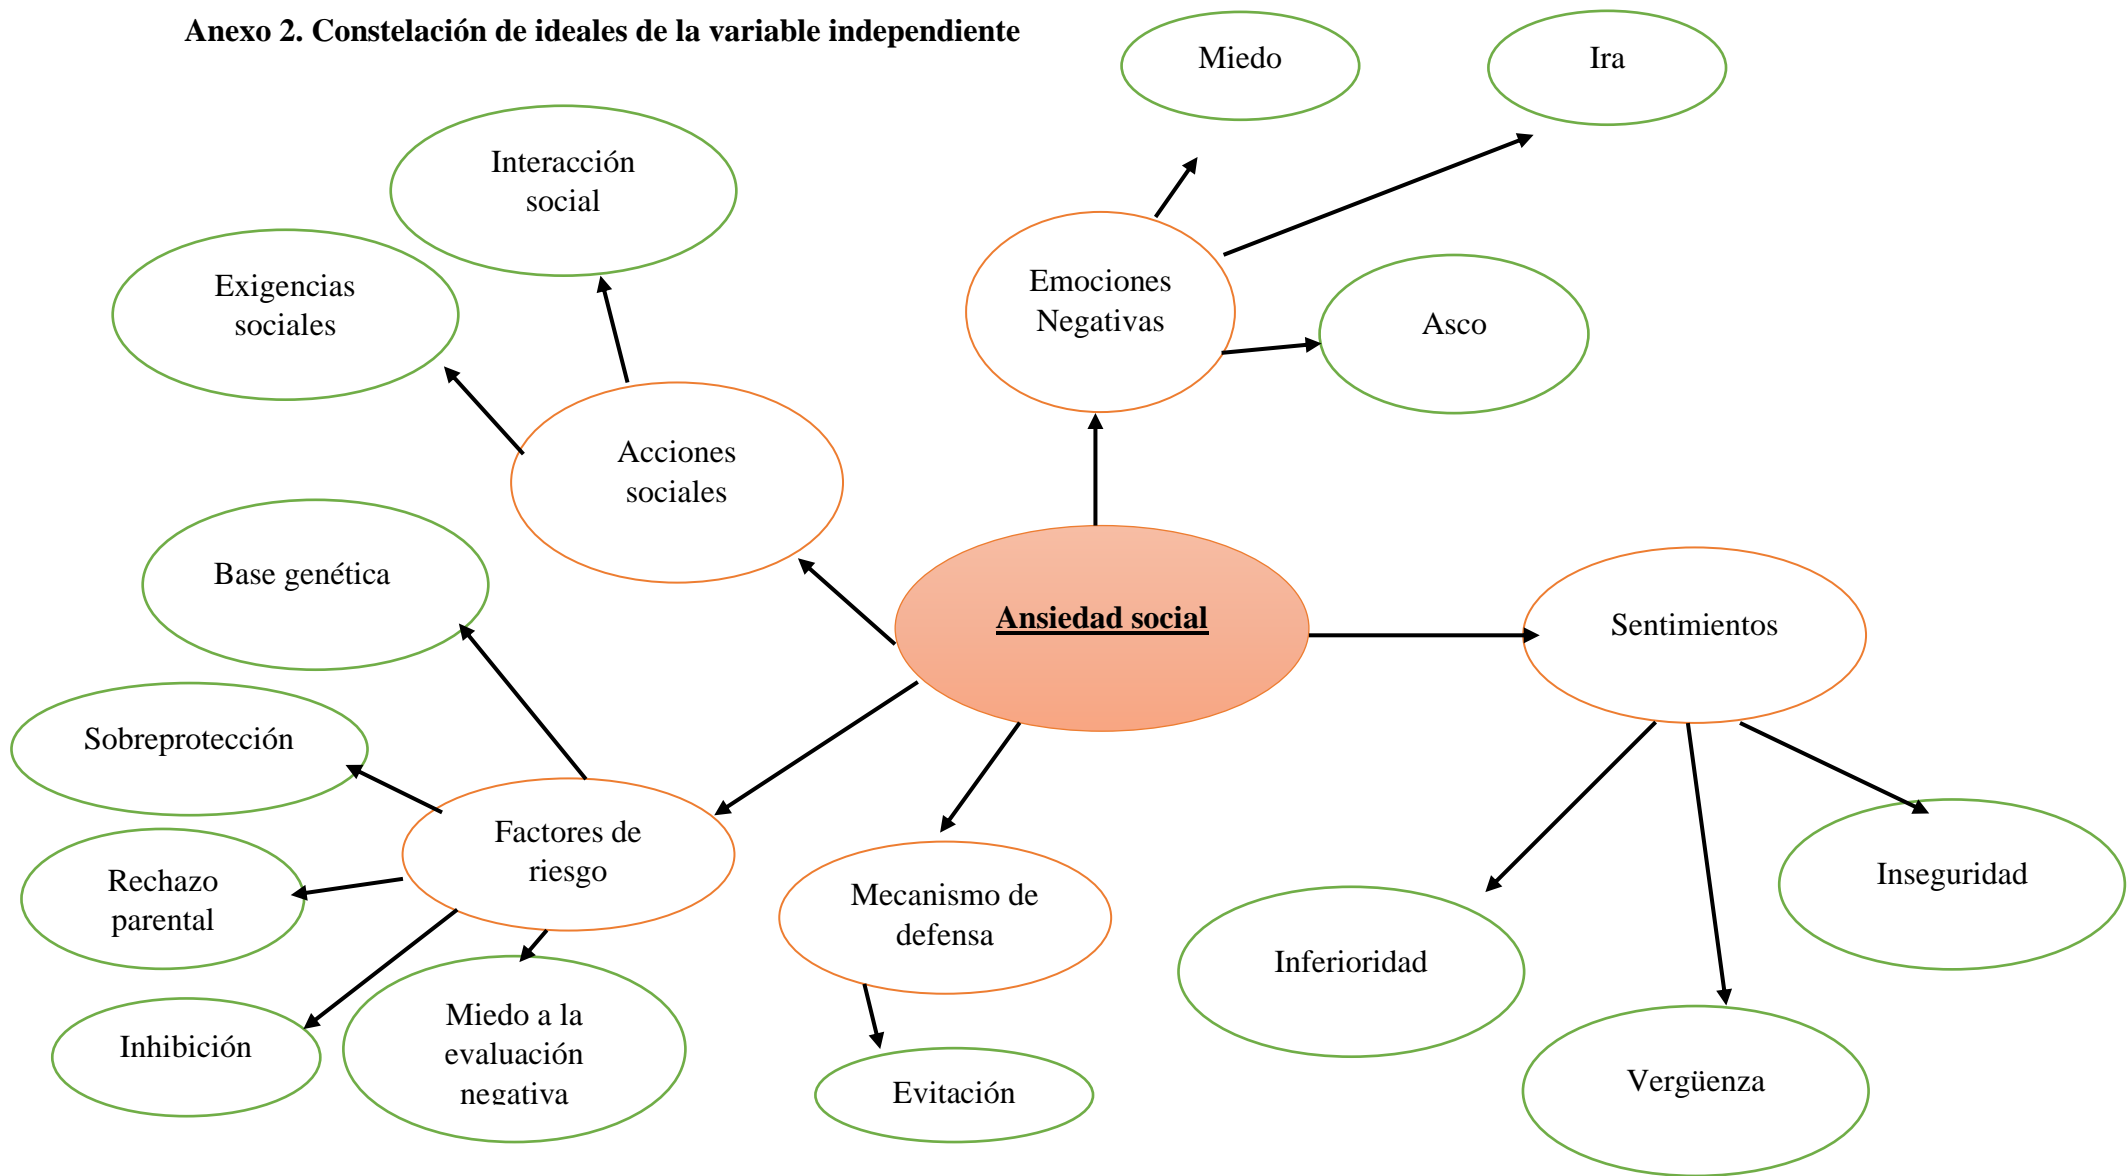 Anexo 2. Constelación de ideales de la variable independiente
Miedo
Ira
Interacción
social
Exigencias
sociales
Emociones
Negativas
Asco
Acciones
sociales
Base genética
Ansiedad social
Sentimientos
Sobreprotección
Factores de
riesgo
Rechazo
parental
Mecanismo de
defensa
Inseguridad
Inferioridad
Inhibición
Miedo a la
evaluación
negativa
Evitación
Vergüenza